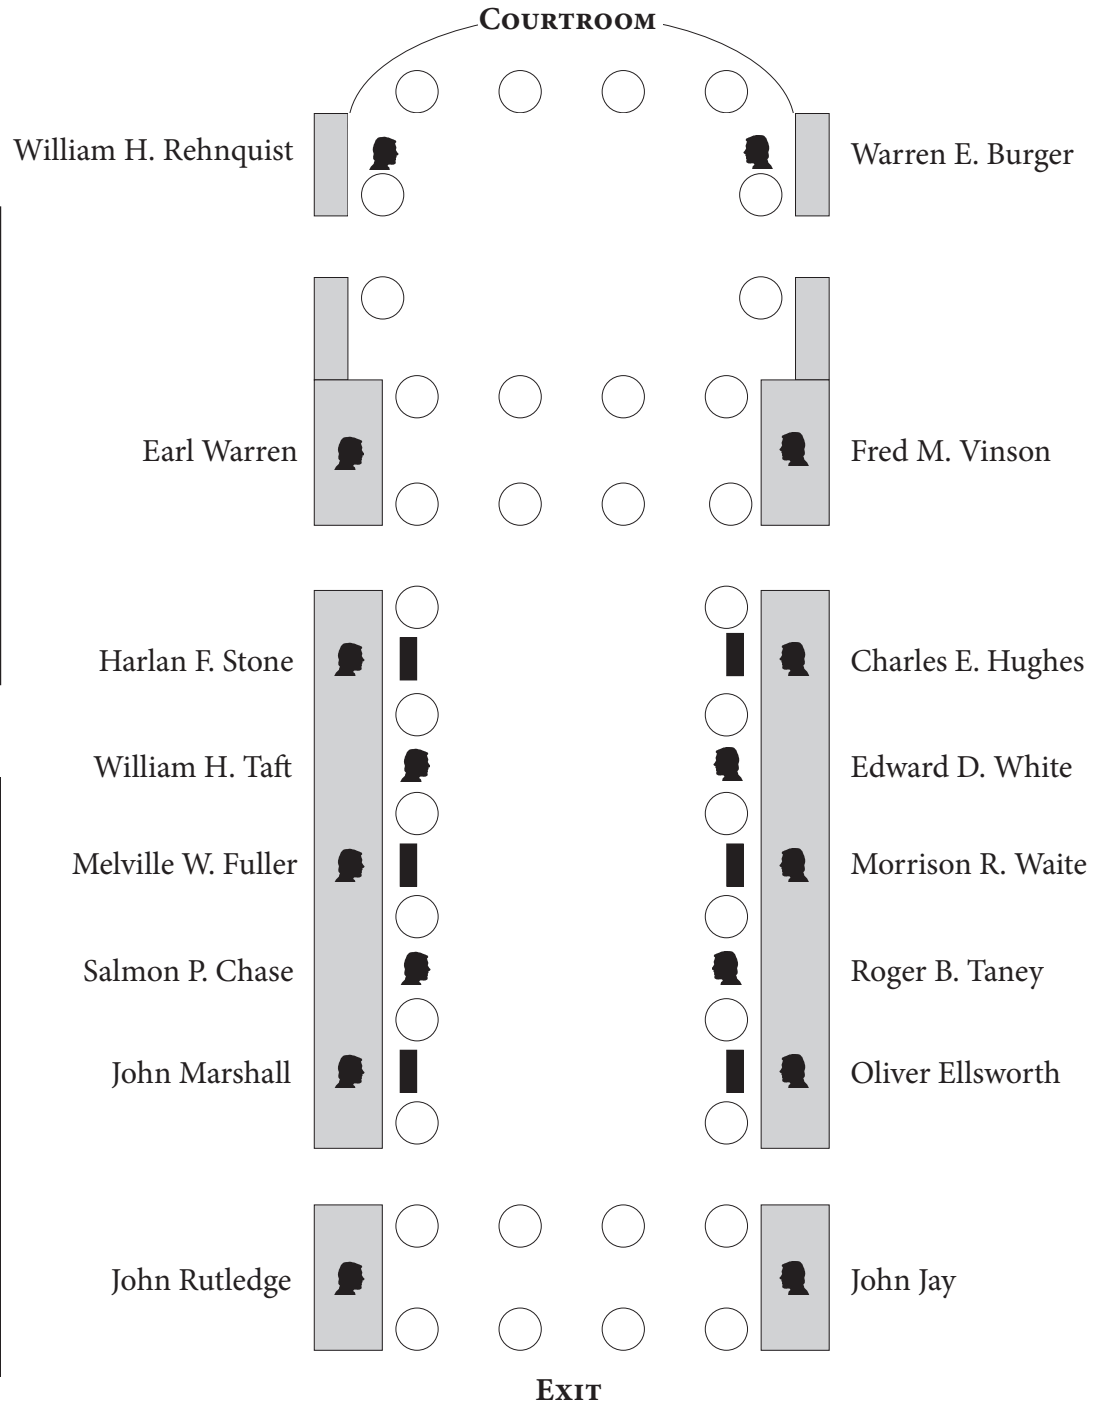 COURTROOM
William H. Rehnquist
Warren E. Burger
Earl Warren
Fred M. Vinson
Harlan F. Stone
Charles E. Hughes
William H. Taft
Edward D. White
Melville W. Fuller
Morrison R. Waite
Salmon P. Chase
Roger B. Taney
John Marshall
Oliver Ellsworth
John Rutledge
John Jay
EXIT